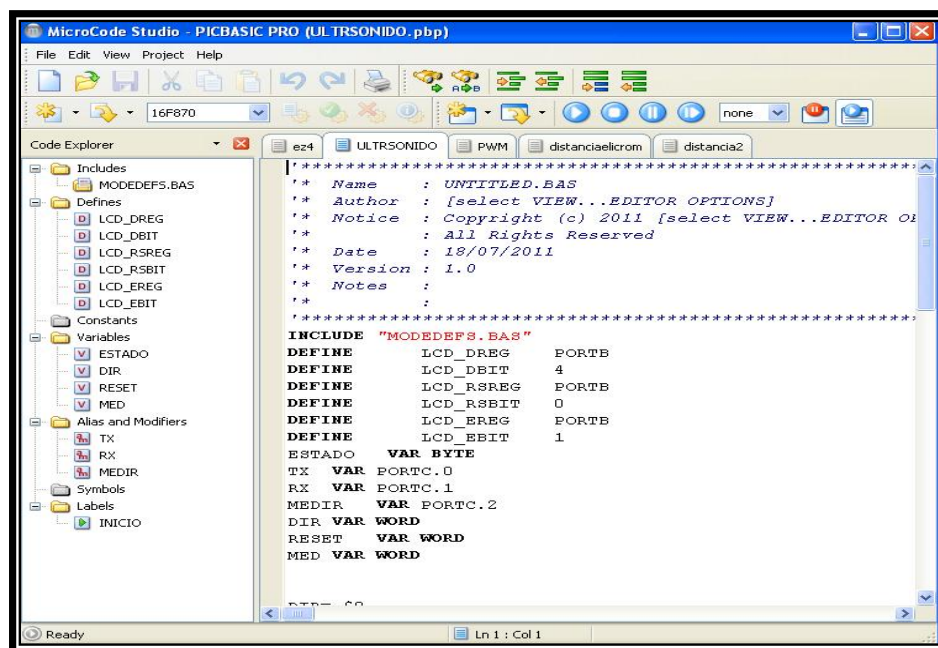 MicroCode Studio - PICBASIC PRO (ULTRSONIDO.pbp)
File Edit View Project Help
16F870
none
Code Explorer
ez4
ULTRSONIDO
PWM
distanciaelicrom
distancia2
Includes
MODEDEFS.BAS
Defines
LCD_DREG
LCD_DBIT
LCD_RSREG
LCD_RSBIT
LCD_EREG
LCD_EBIT
Constants
Variables
ESTADO
DIR
RESET
MED
Alias and Modifiers
TX
RX
MEDIR
Symbols
Labels
INICIO
'* Name : UNTITLED.BAS
'* Author : [select VIEW...EDITOR OPTIONS]
'* Notice : Copyright (c) 2011 [select VIEW...EDITOR
'* : All Rights Reserved
'* Date : 18/07/2011
'* Version : 1.0
'* Notes :
'* :
INCLUDE "MODEDEFS.BAS"
DEFINE LCD_DREG PORTB
DEFINE LCD_DBIT 4
DEFINE LCD_RSREG PORTB
DEFINE LCD_RSBIT 0
DEFINE LCD_EREG PORTB
DEFINE LCD_EBIT 1
ESTADO VAR BYTE
TX VAR PORTC.0
RX VAR PORTC.1
MEDIR VAR PORTC.2
DIR VAR WORD
RESET VAR WORD
MED VAR WORD
Ready
Ln 1 : Col 1